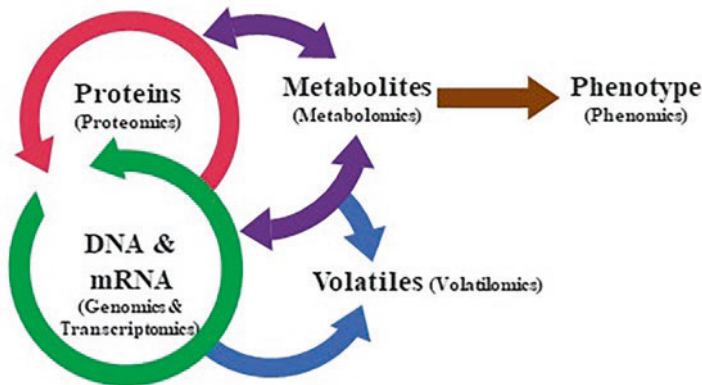 Proteins
(Proteomics)
Metabolites
(Metabolomics)
Phenotype
(Phenomics)
DNA &
mRNA
(Genomics &
Transcriptomics)
Volatiles (Volatilomics)